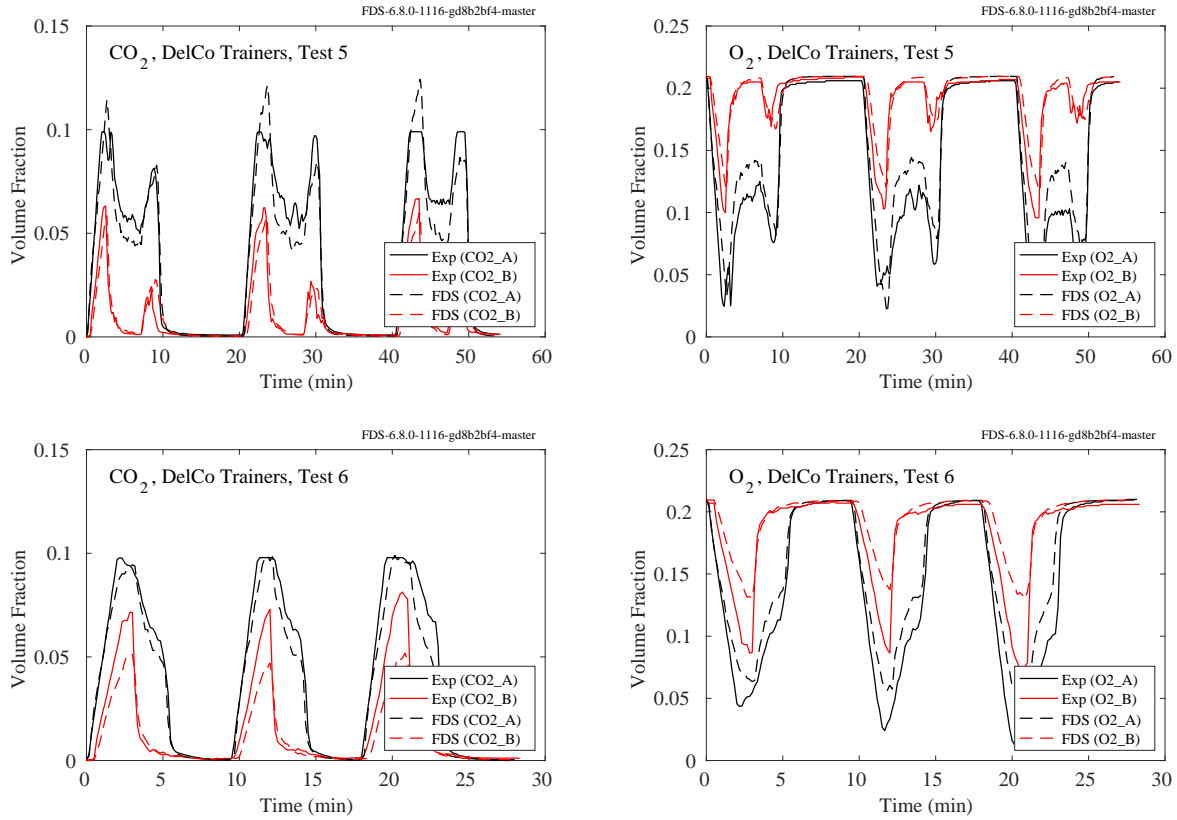 FDS-6.8.0-1116-gd8b2bf4-master
CO2, DelCo Trainers, Test 5
Volume Fraction
0.15
0.1
0.05
0
Exp (CO2_A)
Exp (CO2_B)
FDS (CO2_A)
FDS (CO2_B)
0 10 20 30 40 50 60
Time (min)
FDS-6.8.0-1116-gd8b2bf4-master
O2, DelCo Trainers, Test 5
Volume Fraction
0.25
0.2
0.15
0.1
0.05
0
Exp (O2_A)
Exp (O2_B)
FDS (O2_A)
FDS (O2_B)
0 10 20 30 40 50 60
Time (min)
FDS-6.8.0-1116-gd8b2bf4-master
CO2, DelCo Trainers, Test 6
Volume Fraction
0.15
0.1
0.05
0
Exp (CO2_A)
Exp (CO2_B)
FDS (CO2_A)
FDS (CO2_B)
0 5 10 15 20 25 30
Time (min)
FDS-6.8.0-1116-gd8b2bf4-master
O2, DelCo Trainers, Test 6
Volume Fraction
0.25
0.2
0.15
0.1
0.05
0
Exp (O2_A)
Exp (O2_B)
FDS (O2_A)
FDS (O2_B)
0 5 10 15 20 25 30
Time (min)